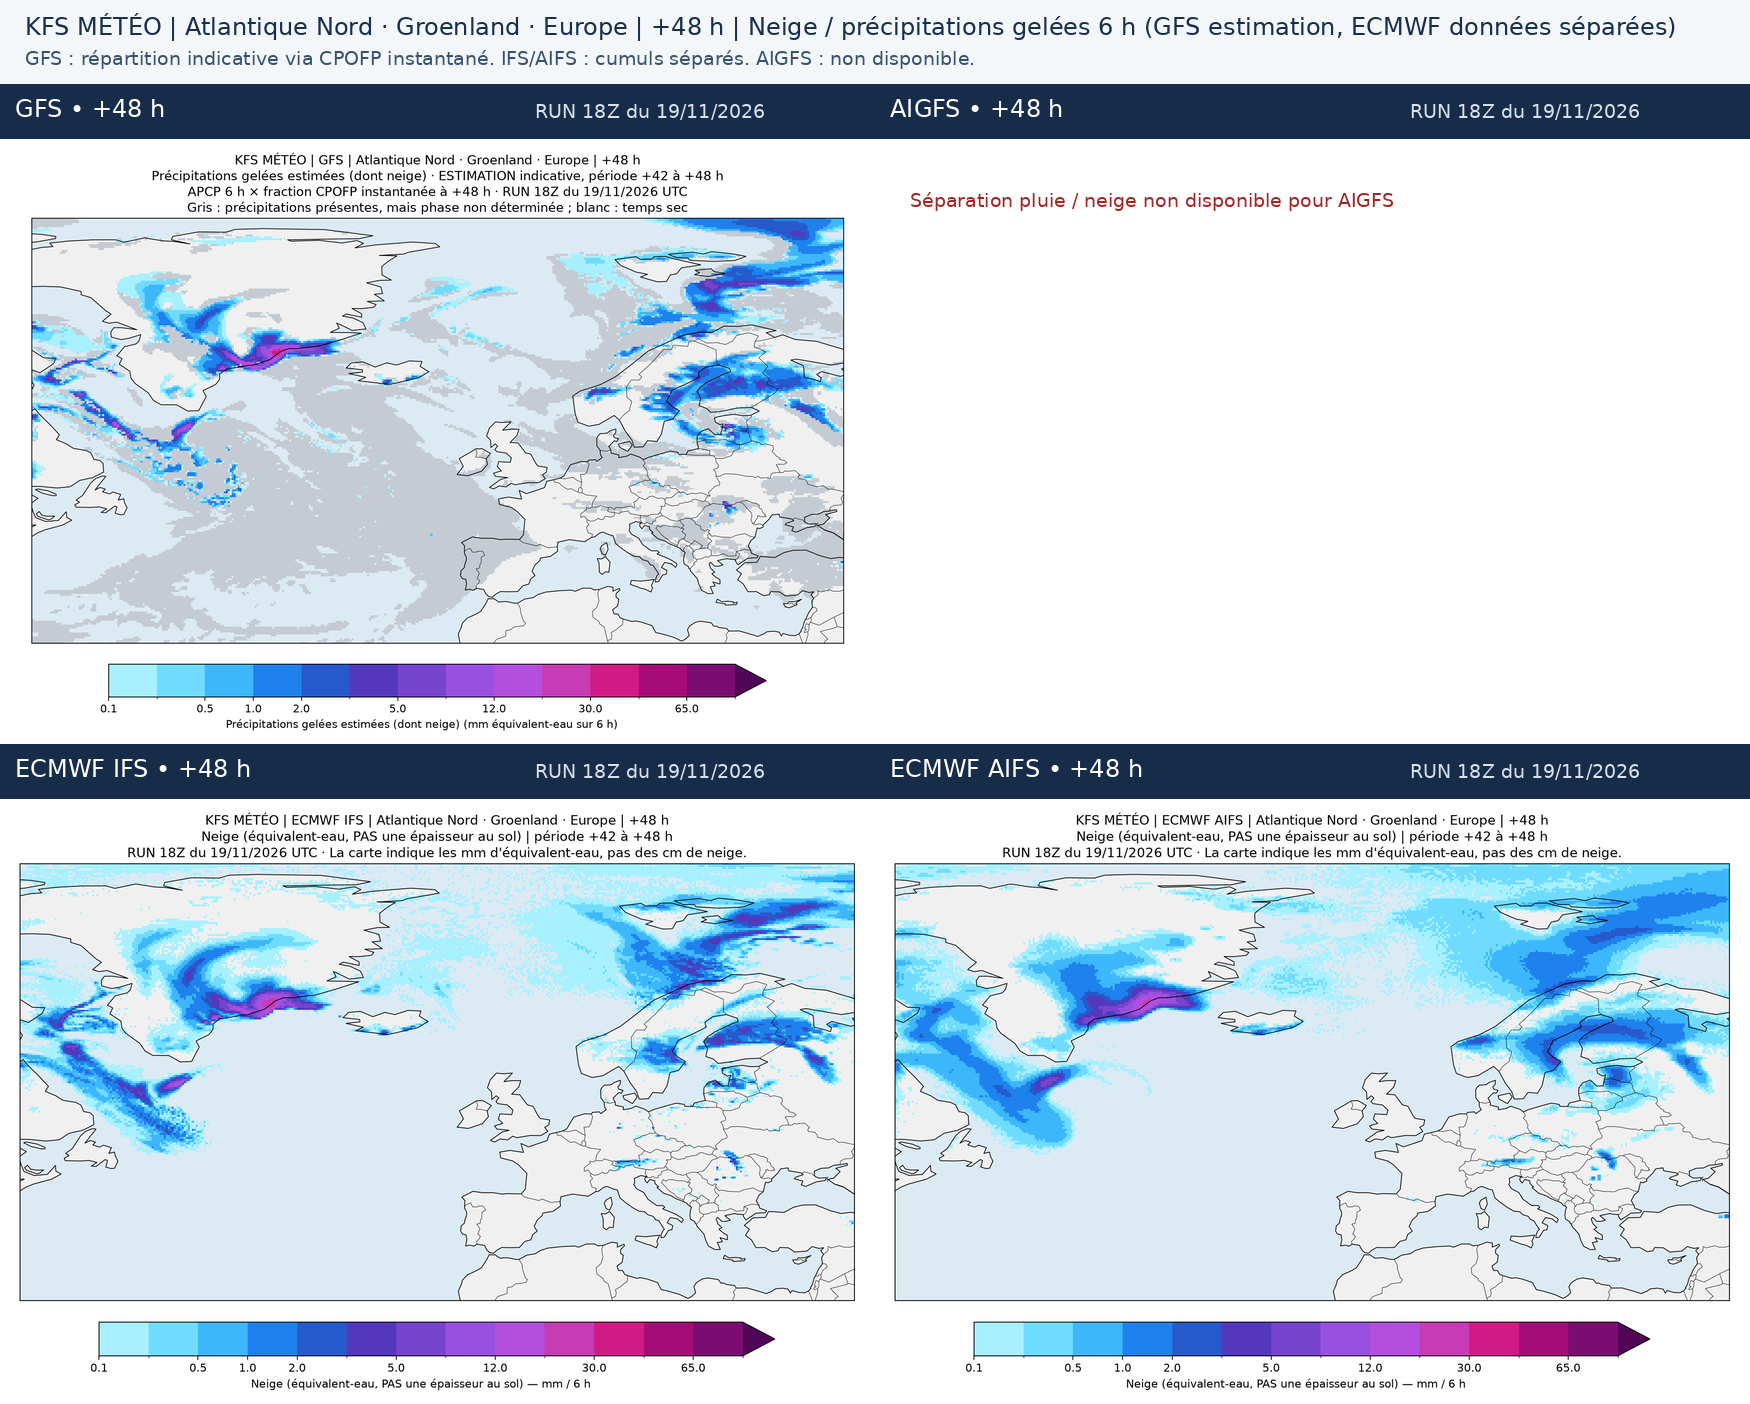 KFS MÉTÉO | Atlantique Nord · Groenland · Europe | +48 h | Neige / précipitations gelées 6 h (GFS estimation, ECMWF données séparées)
GFS : répartition indicative via CPOFP instantané. IFS/AIFS : cumuls séparés. AIGFS : non disponible.
GFS • +48 h
RUN 18Z du 19/11/2026
AIGFS • +48 h
RUN 18Z du 19/11/2026
KFS MÉTÉO | GFS | Atlantique Nord · Groenland · Europe | +48 h
Précipitations gelées estimées (dont neige) · ESTIMATION indicative, période +42 à +48 h
APCP 6 h × fraction CPOFP instantanée à +48 h · RUN 18Z du 19/11/2026 UTC
Gris : précipitations présentes, mais phase non déterminée ; blanc : temps sec
Séparation pluie / neige non disponible pour AIGFS
0.1 0.5 1.0 2.0 5.0 12.0 30.0 65.0
Précipitations gelées estimées (dont neige) (mm équivalent-eau sur 6 h)
ECMWF IFS • +48 h
RUN 18Z du 19/11/2026
ECMWF AIFS • +48 h
RUN 18Z du 19/11/2026
KFS MÉTÉO | ECMWF IFS | Atlantique Nord · Groenland · Europe | +48 h
Neige (équivalent-eau, PAS une épaisseur au sol) | période +42 à +48 h
RUN 18Z du 19/11/2026 UTC · La carte indique les mm d'équivalent-eau, pas des cm de neige.
KFS MÉTÉO | ECMWF AIFS | Atlantique Nord · Groenland · Europe | +48 h
Neige (équivalent-eau, PAS une épaisseur au sol) | période +42 à +48 h
RUN 18Z du 19/11/2026 UTC · La carte indique les mm d'équivalent-eau, pas des cm de neige.
0.1 0.5 1.0 2.0 5.0 12.0 30.0 65.0
Neige (équivalent-eau, PAS une épaisseur au sol) — mm / 6 h
0.1 0.5 1.0 2.0 5.0 12.0 30.0 65.0
Neige (équivalent-eau, PAS une épaisseur au sol) — mm / 6 h